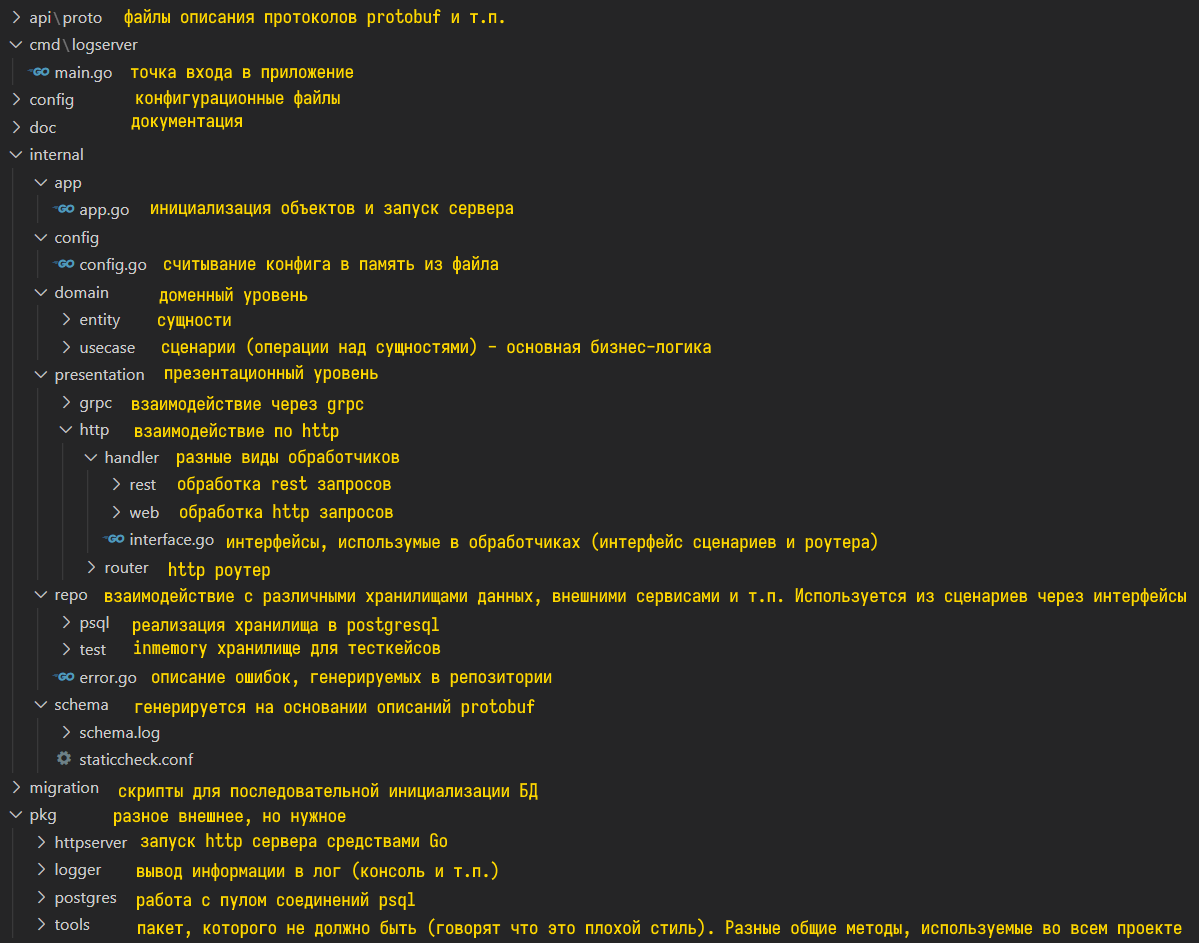 api\proto файлы описания протоколов protobuf и т.п.
cmd\logserver
GO main.go точка входа в приложение
config конфигурационные файлы
doc документация
internal
app
GO app.go инициализация объектов и запуск сервера
config
GO config.go считывание конфига в память из файла
domain доменный уровень
entity сущности
usecase сценарии (операции над сущностями) - основная бизнес-логика
presentation презентационный уровень
grpc взаимодействие через grpc
http взаимодействие по http
handler разные виды обработчиков
rest обработка rest запросов
web обработка http запросов
GO interface.go интерфейсы, использумые в обработчиках (интерфейс сценариев и роутера)
router http роутер
repo взаимодействие с различными хранилищами данных, внешними сервисами и т.п. Используется из сценариев через интерфейсы
psql реализация хранилища в postgresql
test inmemory хранилище для тесткейсов
GO error.go описание ошибок, генерируемых в репозитории
schema генерируется на основании описаний protobuf
schema.log
staticcheck.conf
migration скрипты для последовательной инициализации БД
pkg разное внешнее, но нужное
httpserver запуск http сервера средствами Go
logger вывод информации в лог (консоль и т.п.)
postgres работа с пулом соединений psql
tools пакет, которого не должно быть (говорят что это плохой стиль). Разные общие методы, используемые во всем проекте